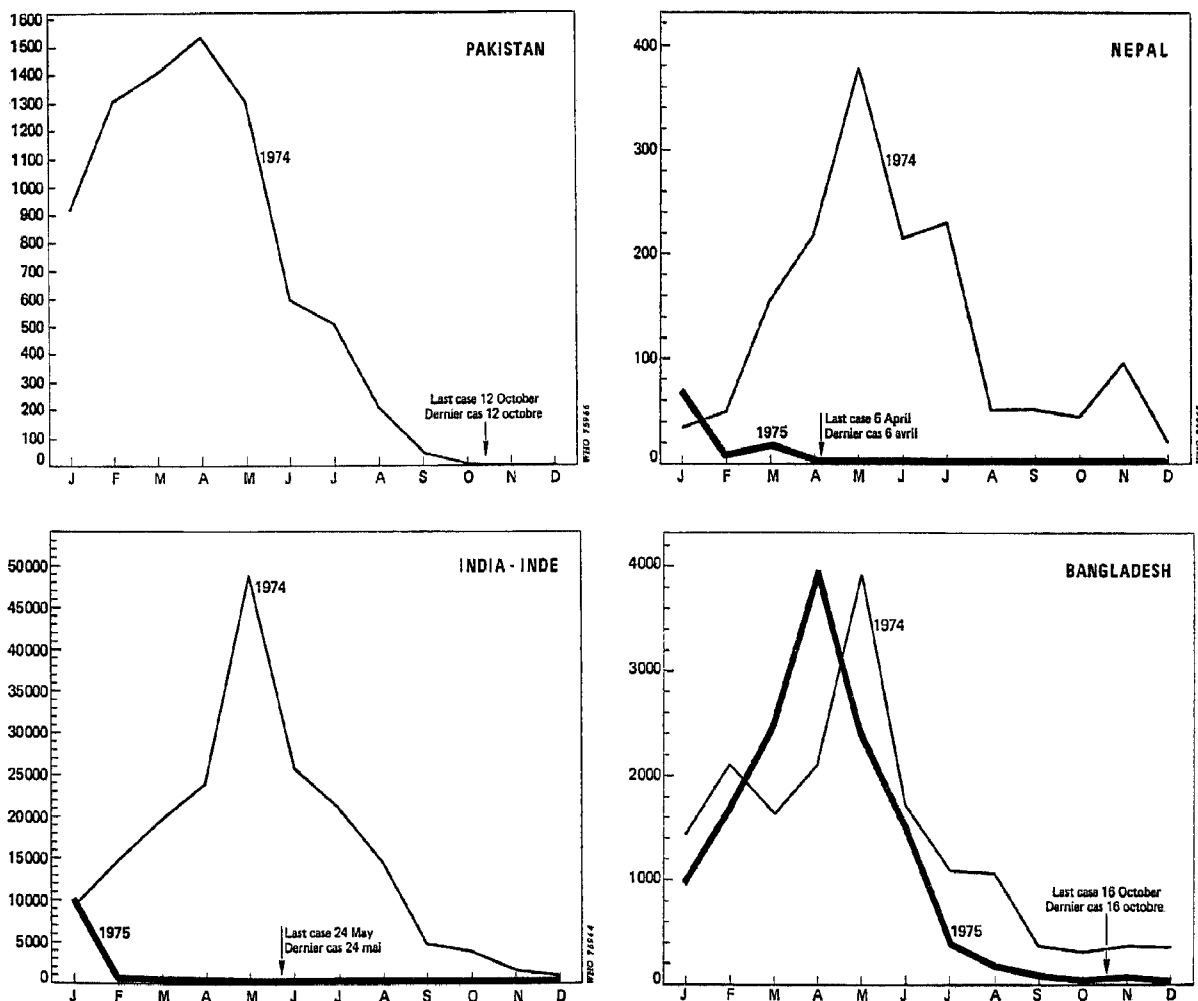 1600
1500
1400
1300
1200
1100
1000
900
800
700
600
500
400
300
200
100
0
PAKISTAN
1974
Last case 12 October
Dernier cas 12 octobre
J F M A M J J A S O N D
WHO 75966
400
300
200
100
0
NEPAL
1974
1975
Last case 6 April
Dernier cas 6 avril
J F M A M J J A S O N D
50000
45000
40000
35000
30000
25000
20000
15000
10000
5000
0
INDIA - INDE
1974
1975
Last case 24 May
Dernier cas 24 mai
J F M A M J J A S O N D
WHO 75964
4000
3000
2000
1000
0
BANGLADESH
1974
1975
Last case 16 October
Dernier cas 16 octobre
J F M A M J J A S O N D